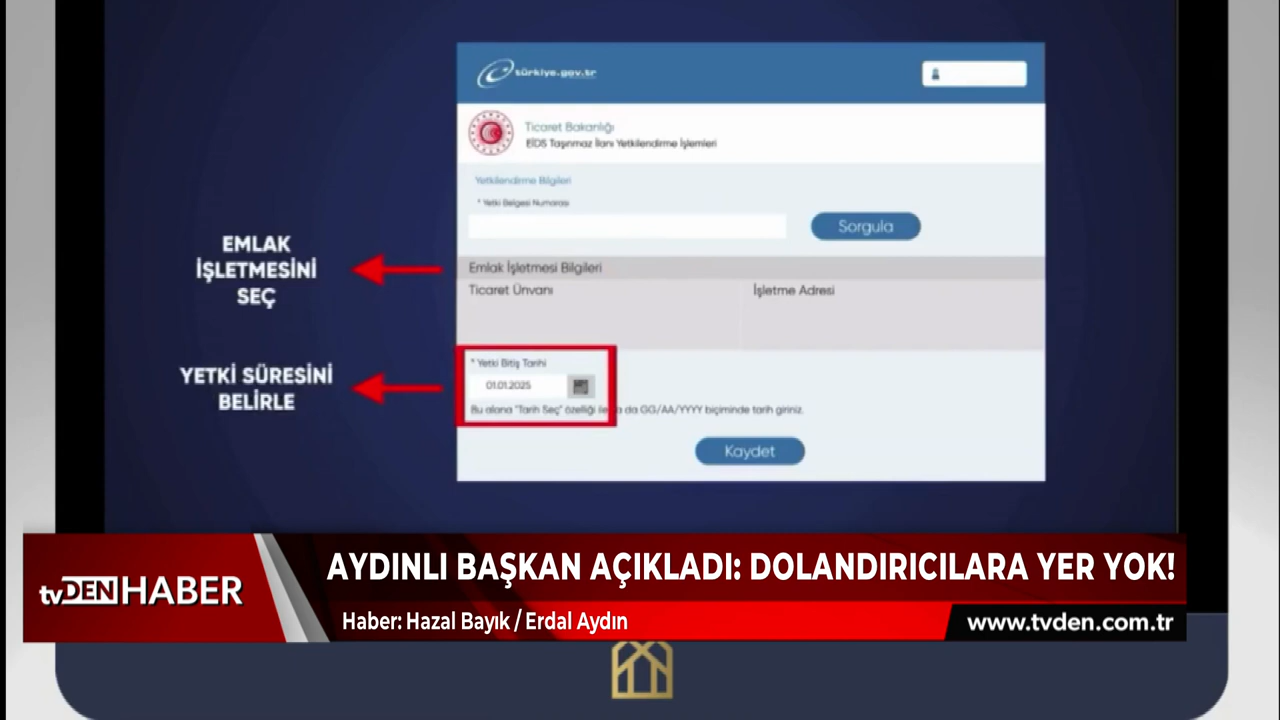 türkiye.gov.tr
Ticaret Bakanlığı
EİDS Taşınmaz İlanı Yetkilendirme İşlemleri
Yetkilendirme Bilgileri
* Yetki Belgesi Numarası
Sorgula
EMLAK
İŞLETMESİNİ
SEÇ
Emlak İşletmesi Bilgileri
Ticaret Ünvanı
İşletme Adresi
YETKİ SÜRESİNİ
BELİRLE
* Yetki Bitiş Tarihi
01.01.2025
Bu alana "Tarih Seç" özelliği ile da GG/AA/YYYY biçiminde tarih giriniz.
Kaydet
tvDEN HABER
AYDINLI BAŞKAN AÇIKLADI: DOLANDIRICILARA YER YOK!
Haber: Hazal Bayık / Erdal Aydın
www.tvden.com.tr